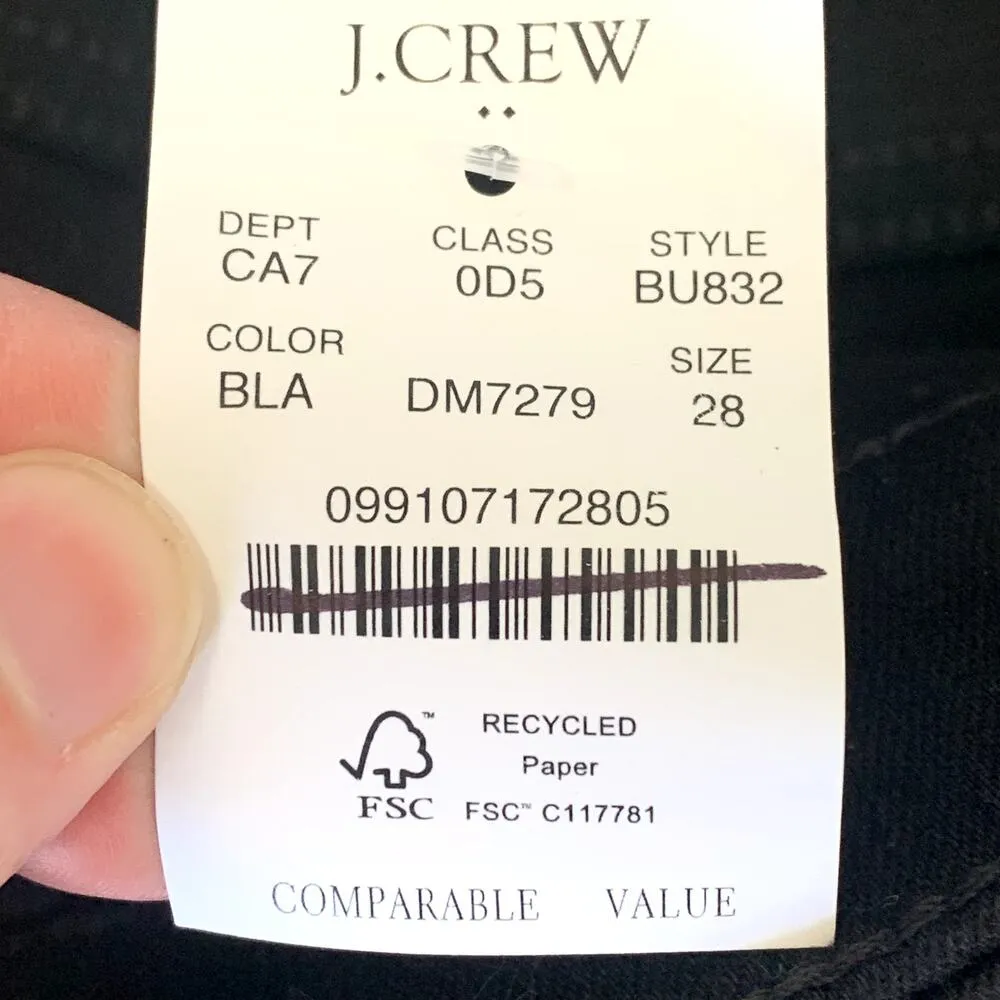 J.CREW
DEPT CLASS STYLE
CA7 0D5 BU832
COLOR SIZE
BLA DM7279 28
099107172805
RECYCLED
Paper
FSC FSC™ C117781
COMPARABLE VALUE